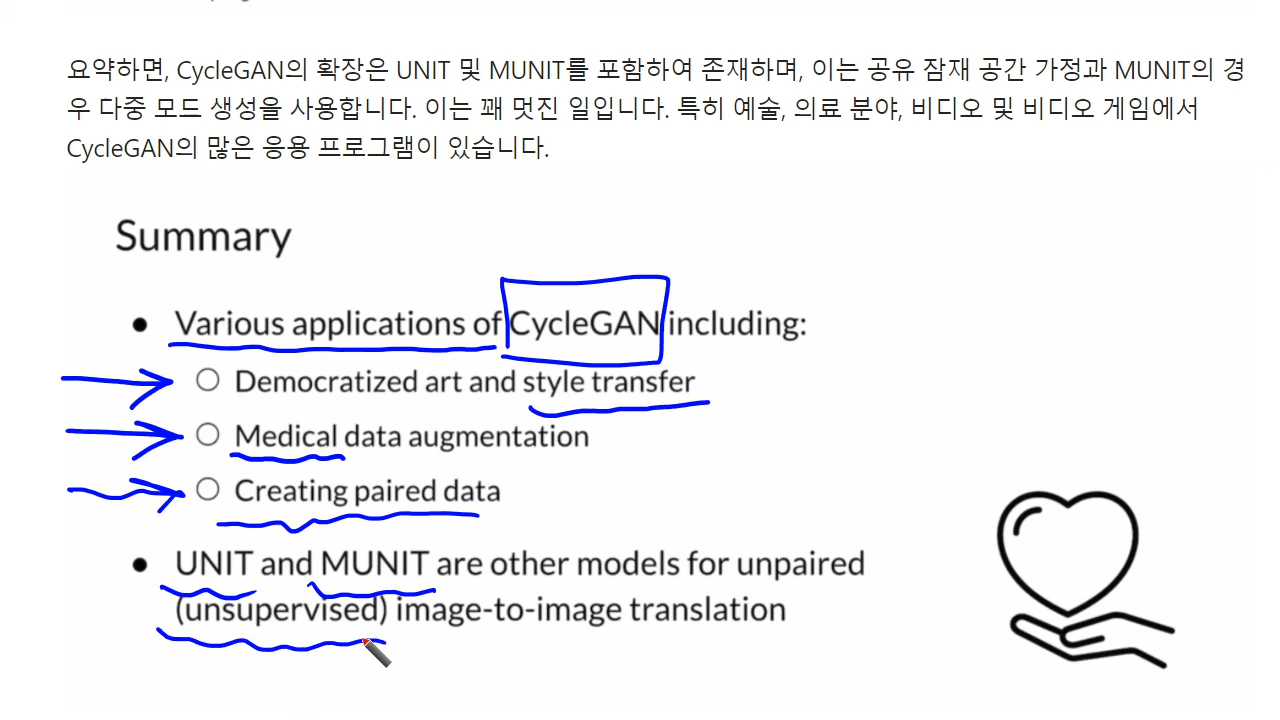 요약하면, CycleGAN의 확장은 UNIT 및 MUNIT를 포함하여 존재하며, 이는 공유 잠재 공간 가정과 MUNIT의 경
우 다중 모드 생성을 사용합니다. 이는 꽤 멋진 일입니다. 특히 예술, 의료 분야, 비디오 및 비디오 게임에서
CycleGAN의 많은 응용 프로그램이 있습니다.
Summary
● Various applications of CycleGAN including:
○ Democratized art and style transfer
○ Medical data augmentation
○ Creating paired data
● UNIT and MUNIT are other models for unpaired
(unsupervised) image-to-image translation